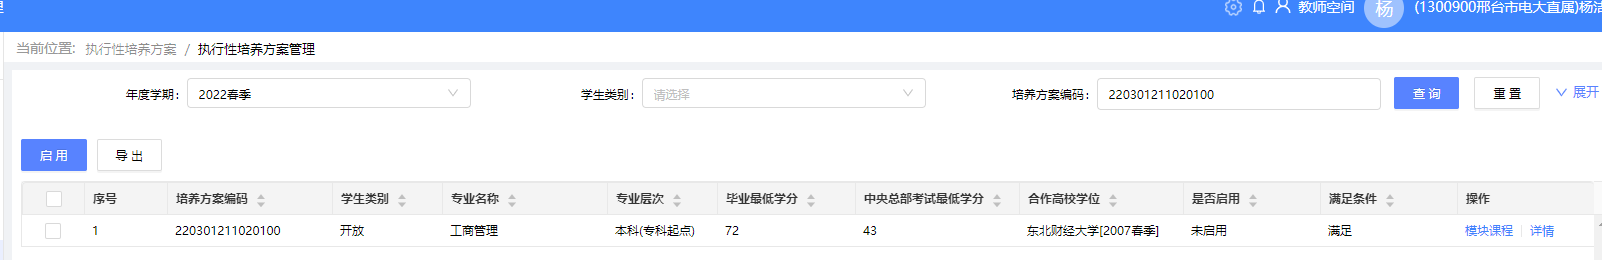 理
教师空间 杨 (1300900邢台市电大直属)杨洁
当前位置: 执行性培养方案 / 执行性培养方案管理
年度学期: 2022春季 学生类别: 请选择 培养方案编码: 220301211020100 查 询 重 置 展开
启 用 导 出
序号 培养方案编码 学生类别 专业名称 专业层次 毕业最低学分 中央总部考试最低学分 合作高校学位 是否启用 满足条件 操作
1 220301211020100 开放 工商管理 本科(专科起点) 72 43 东北财经大学[2007春季] 未启用 满足 模块课程 详情